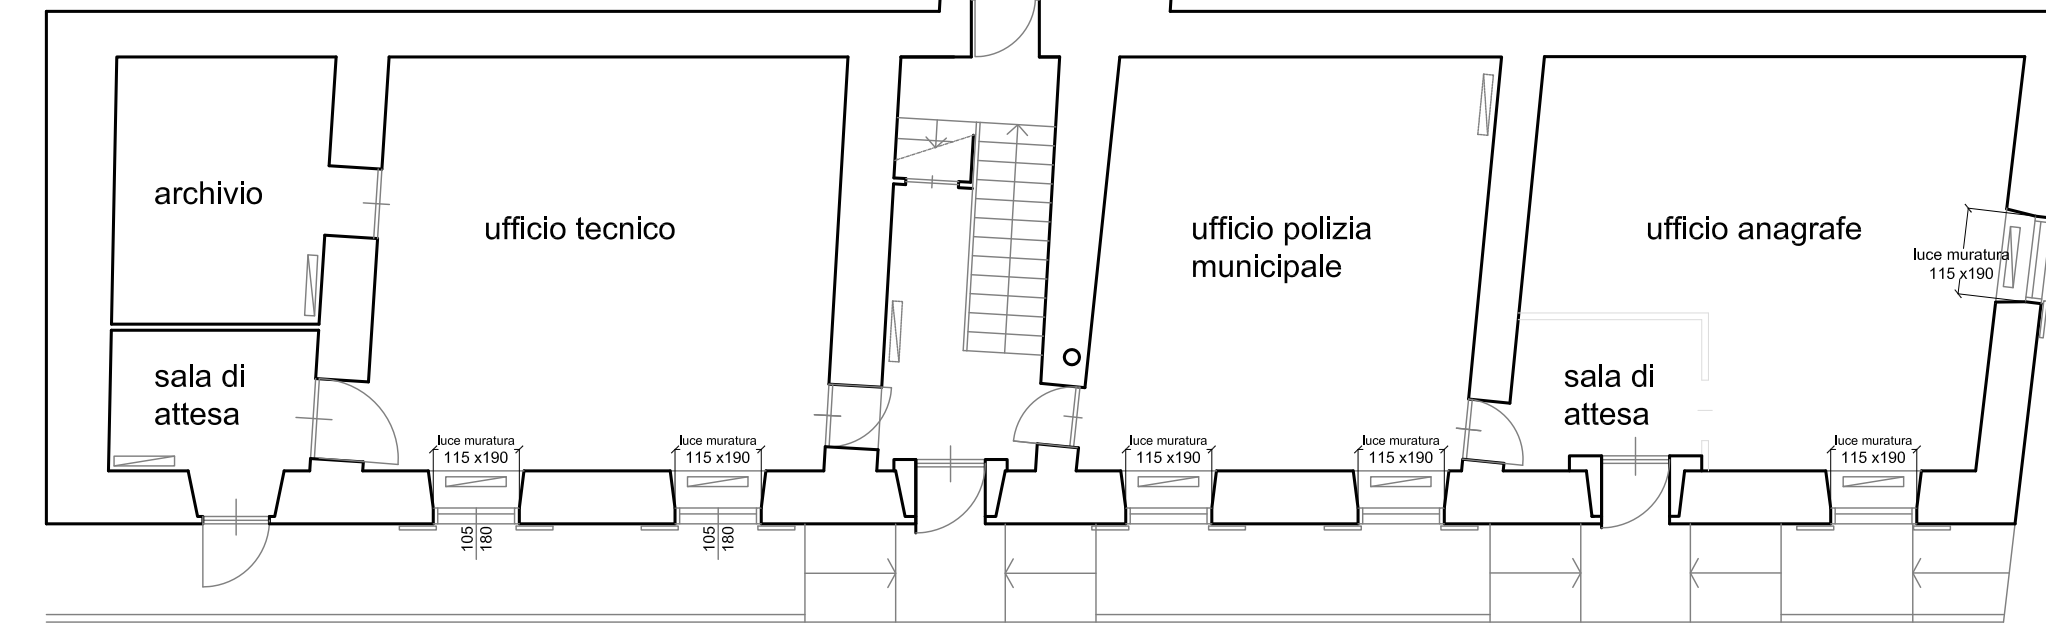 archivio
ufficio tecnico
ufficio polizia
municipale
ufficio anagrafe
luce muratura
115 x190
sala di
attesa
sala di
attesa
luce muratura
115 x190
luce muratura
115 x190
luce muratura
115 x190
luce muratura
115 x190
luce muratura
115 x190
105
180
105
180